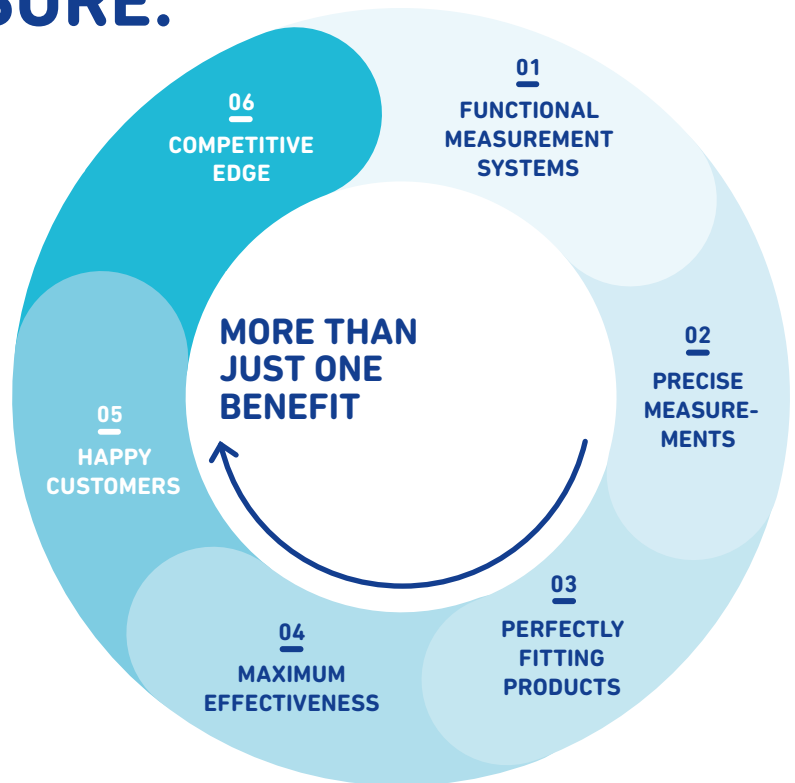 SURE.
01
FUNCTIONAL
MEASUREMENT
SYSTEMS
02
PRECISE
MEASURE-
MENTS
03
PERFECTLY
FITTING
PRODUCTS
04
MAXIMUM
EFFECTIVENESS
05
HAPPY
CUSTOMERS
06
COMPETITIVE
EDGE
MORE THAN
JUST ONE
BENEFIT